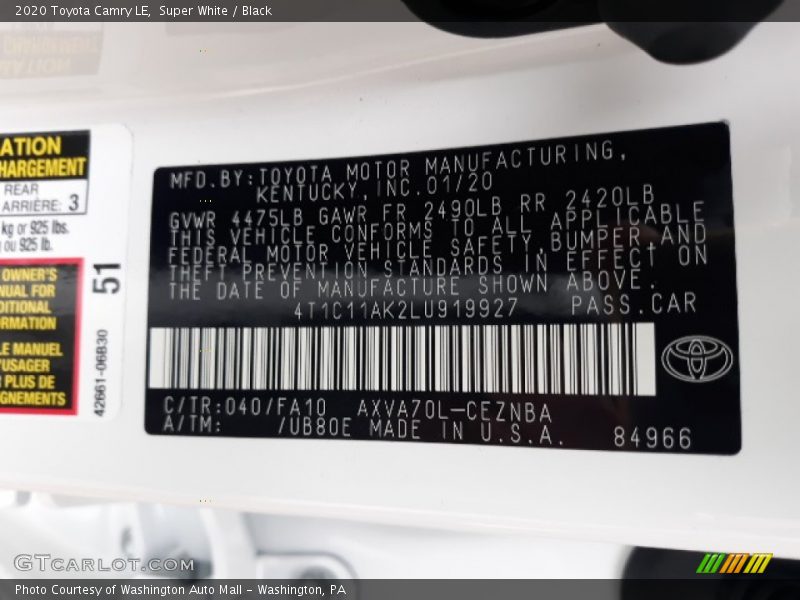 2020 Toyota Camry LE,  Super White / Black
ATION
HARGEMENT
REAR
ARRIÈRE: 3
kg or 925 lbs.
ou 925 lb.
OWNER'S
NUAL FOR
DITIONAL
ORMATION
LE MANUEL
'USAGER
R PLUS DE
IGNEMENTS
51
42661-06B30
MFD.BY:TOYOTA MOTOR MANUFACTURING,
KENTUCKY,INC.01/20
GVWR 4475LB GAWR FR 2490LB RR 2420LB
THIS VEHICLE CONFORMS TO ALL APPLICABLE
FEDERAL MOTOR VEHICLE SAFETY,BUMPER AND
THEFT PREVENTION STANDARDS IN EFFECT ON
THE DATE OF MANUFACTURE SHOWN ABOVE.
4T1C11AK2LU919927 PASS.CAR
C/TR:040/FA10 AXVA70L-CEZNBA
A/TM: /UB80E MADE IN U.S.A. 84966
GTcarlot.com
Photo Courtesy of Washington Auto Mall - Washington, PA